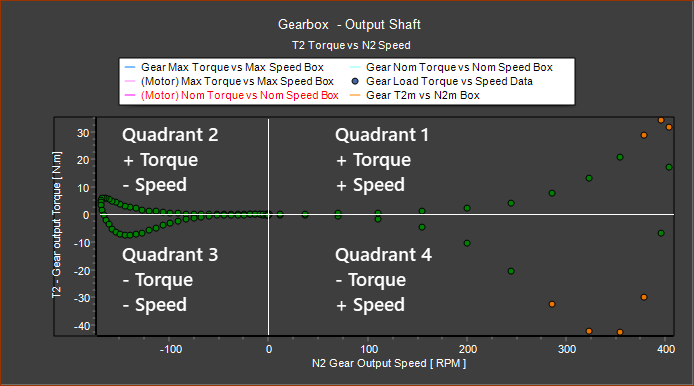 Gearbox - Output Shaft
T2 Torque vs N2 Speed
Gear Max Torque vs Max Speed Box
Gear Nom Torque vs Nom Speed Box
(Motor) Max Torque vs Max Speed Box
Gear Load Torque vs Speed Data
(Motor) Nom Torque vs Nom Speed Box
Gear T2m vs N2m Box
Quadrant 2
+ Torque
- Speed
Quadrant 1
+ Torque
+ Speed
Quadrant 3
- Torque
- Speed
Quadrant 4
- Torque
+ Speed
T2 - Gear output Torque [ N.m]
30
20
10
0
-10
-20
-30
-40
-100
0
100
200
300
400
N2 Gear Output Speed [ RPM ]